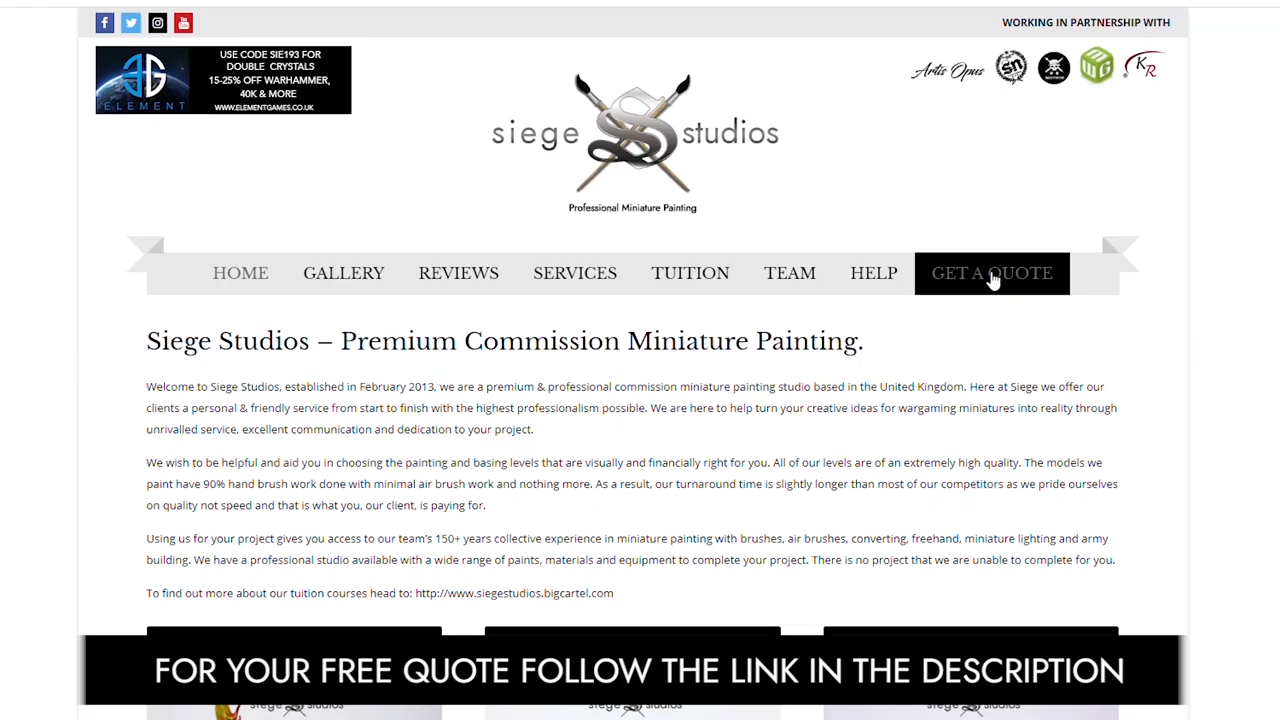 WORKING IN PARTNERSHIP WITH
USE CODE SIE193 FOR
DOUBLE CRYSTALS
15-25% OFF WARHAMMER,
40K & MORE
WWW.ELEMENTGAMES.CO.UK
ELEMENT
Artis Opus
KR
siege S studios
Professional Miniature Painting
HOME GALLERY REVIEWS SERVICES TUITION TEAM HELP GET A QUOTE
Siege Studios – Premium Commission Miniature Painting.
Welcome to Siege Studios, established in February 2013, we are a premium & professional commission miniature painting studio based in the United Kingdom. Here at Siege we offer our
clients a personal & friendly service from start to finish with the highest professionalism possible. We are here to help turn your creative ideas for wargaming miniatures into reality through
unrivalled service, excellent communication and dedication to your project.
We wish to be helpful and aid you in choosing the painting and basing levels that are visually and financially right for you. All of our levels are of an extremely high quality. The models we
paint have 90% hand brush work done with minimal air brush work and nothing more. As a result, our turnaround time is slightly longer than most of our competitors as we pride ourselves
on quality not speed and that is what you, our client, is paying for.
Using us for your project gives you access to our team's 150+ years collective experience in miniature painting with brushes, air brushes, converting, freehand, miniature lighting and army
building. We have a professional studio available with a wide range of paints, materials and equipment to complete your project. There is no project that we are unable to complete for you.
To find out more about our tuition courses head to: http://www.siegestudios.bigcartel.com
FOR YOUR FREE QUOTE FOLLOW THE LINK IN THE DESCRIPTION